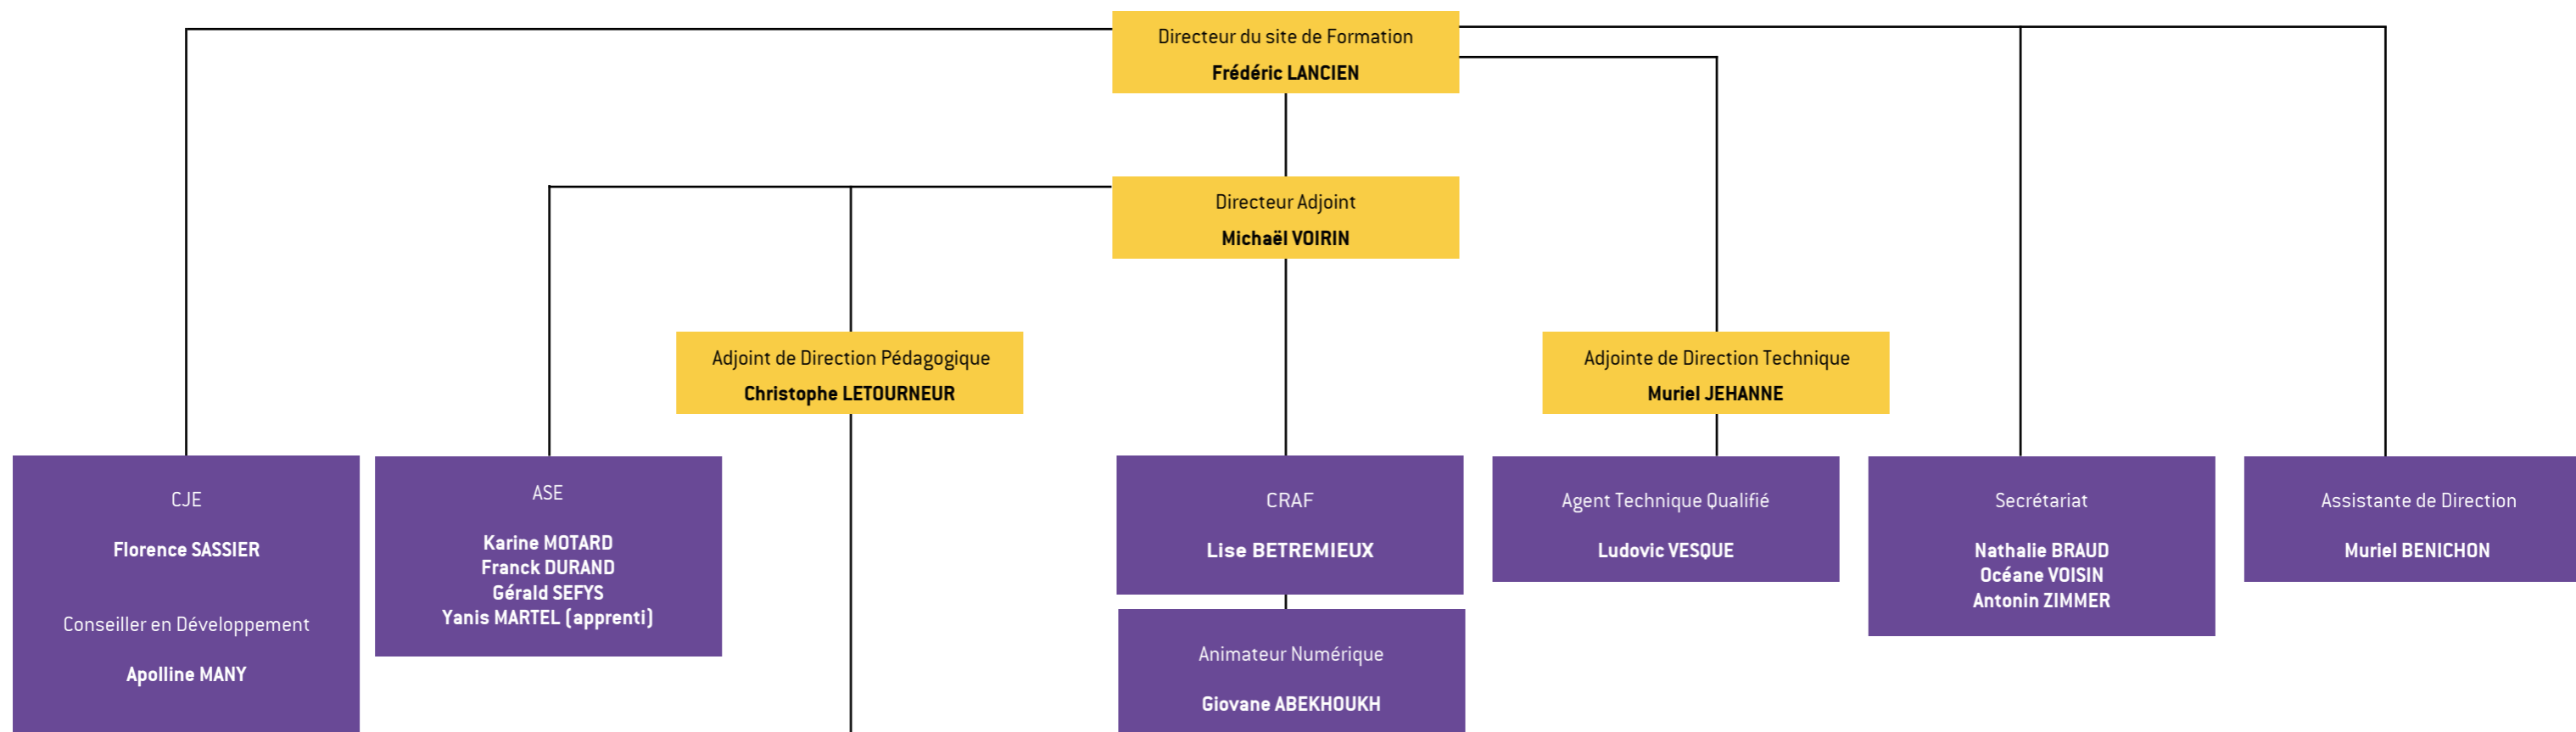 Directeur du site de Formation
Frédéric LANCIEN
Directeur Adjoint
Michaël VOIRIN
Adjoint de Direction Pédagogique
Christophe LETOURNEUR
Adjointe de Direction Technique
Muriel JEHANNE
CJE
Florence SASSIER
Conseiller en Développement
Apolline MANY
ASE
Karine MOTARD
Franck DURAND
Gérald SEFYS
Yanis MARTEL (apprenti)
CRAF
Lise BETREMIEUX
Animateur Numérique
Giovane ABEKHOUKH
Agent Technique Qualifié
Ludovic VESQUE
Secrétariat
Nathalie BRAUD
Océane VOISIN
Antonin ZIMMER
Assistante de Direction
Muriel BENICHON